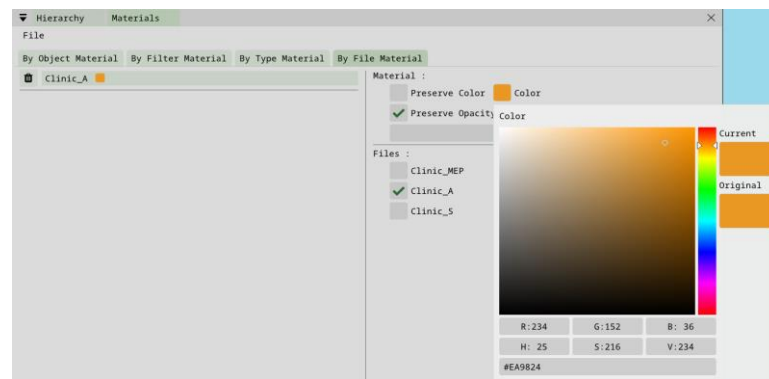 Hierarchy Materials
File
By Object Material By Filter Material By Type Material By File Material
Clinic_A
Material :
Preserve Color Color
Preserve Opacity
Color
Current
Original
Files :
Clinic_MEP
Clinic_A
Clinic_S
R:234 G:152 B: 36
H: 25 S:216 V:234
#EA9824